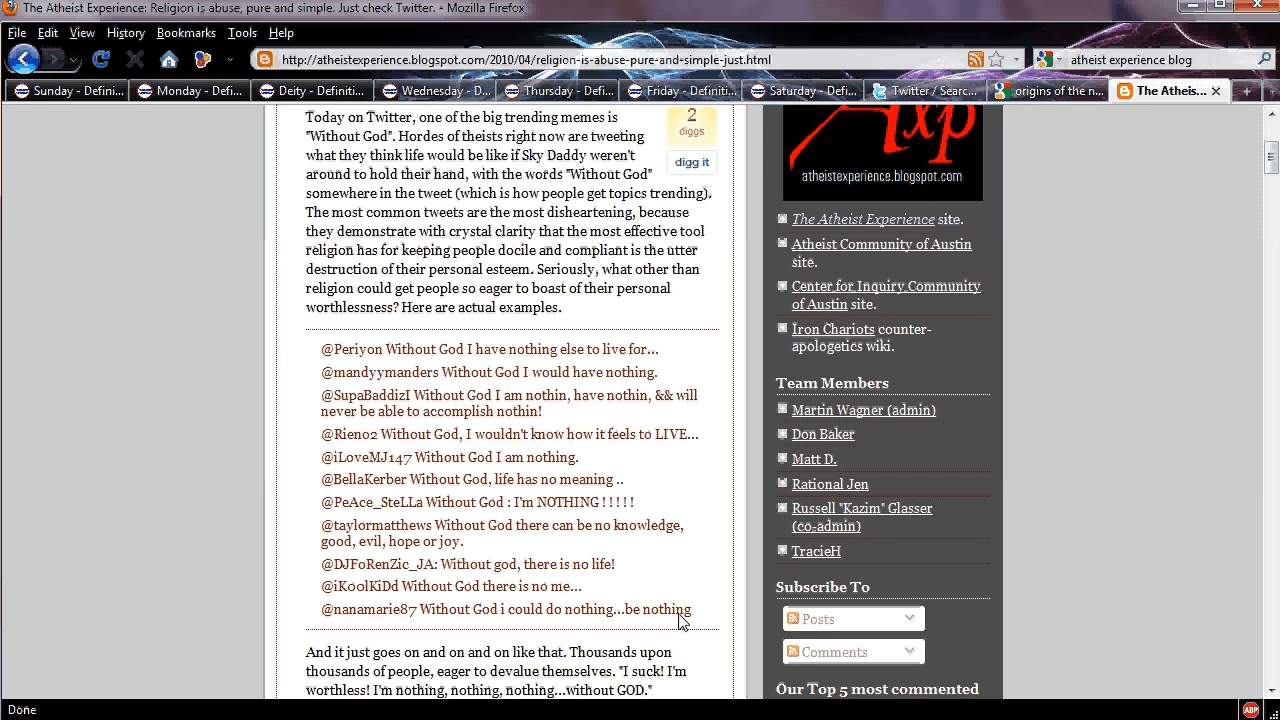 The Atheist Experience: Religion is abuse, pure and simple. Just check Twitter. - Mozilla Firefox
File Edit View History Bookmarks Tools Help
http://atheistexperience.blogspot.com/2010/04/religion-is-abuse-pure-and-simple-just.html
atheist experience blog
Sunday - Defini...
Monday - Defin...
Deity - Definiti...
Wednesday - D...
Thursday - Defi...
Friday - Definiti...
Saturday - Defi...
Twitter / Searc...
origins of the n...
The Atheis...
Today on Twitter, one of the big trending memes is
"Without God". Hordes of theists right now are tweeting
what they think life would be like if Sky Daddy weren't
around to hold their hand, with the words "Without God"
somewhere in the tweet (which is how people get topics trending).
The most common tweets are the most disheartening, because
they demonstrate with crystal clarity that the most effective tool
religion has for keeping people docile and compliant is the utter
destruction of their personal esteem. Seriously, what other than
religion could get people so eager to boast of their personal
worthlessness? Here are actual examples.
2
diggs
digg it
@Periyon Without God I have nothing else to live for...
@mandyymanders Without God I would have nothing.
@SupaBaddizI Without God I am nothin, have nothin, && will
never be able to accomplish nothin!
@Rieno2 Without God, I wouldn't know how it feels to LIVE...
@iLoveMJ147 Without God I am nothing.
@BellaKerber Without God, life has no meaning ..
@PeAce_SteLLa Without God : I'm NOTHING ! ! ! ! !
@taylormatthews Without God there can be no knowledge,
good, evil, hope or joy.
@DJFoRenZic_JA: Without god, there is no life!
@iKoolKiDd Without God there is no me...
@nanamarie87 Without God i could do nothing...be nothing
And it just goes on and on and on like that. Thousands upon
thousands of people, eager to devalue themselves. "I suck! I'm
worthless! I'm nothing, nothing, nothing...without GOD."
Axp
atheistexperience.blogspot.com
The Atheist Experience site.
Atheist Community of Austin
site.
Center for Inquiry Community
of Austin site.
Iron Chariots counter-
apologetics wiki.
Team Members
Martin Wagner (admin)
Don Baker
Matt D.
Rational Jen
Russell "Kazim" Glasser
(co-admin)
TracieH
Subscribe To
Posts
Comments
Our Top 5 most commented
Done
ABP